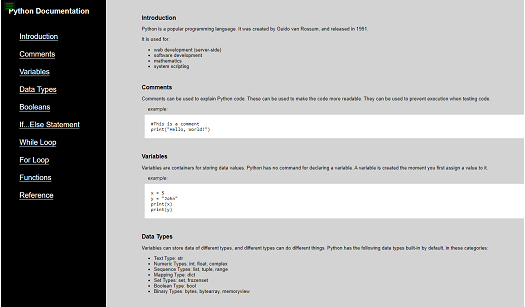 Python Documentation
Introduction
Comments
Variables
Data Types
Booleans
If...Else Statement
While Loop
For Loop
Functions
Reference
Introduction
Python is a popular programming language. It was created by Guido van Rossum, and released in 1991.
It is used for:
web development (server-side)
software development
mathematics
system scripting
Comments
Comments can be used to explain Python code. These can be used to make the code more readable. They can be used to prevent execution when testing code.
example:
#This is a comment
print("Hello, World!")
Variables
Variables are containers for storing data values. Python has no command for declaring a variable. A variable is created the moment you first assign a value to it.
example:
x = 5
y = "John"
print(x)
print(y)
Data Types
Variables can store data of different types, and different types can do different things. Python has the following data types built-in by default, in these categories:
Text Type: str
Numeric Types: int, float, complex
Sequence Types: list, tuple, range
Mapping Type: dict
Set Types: set, frozenset
Boolean Type: bool
Binary Types: bytes, bytearray, memoryview